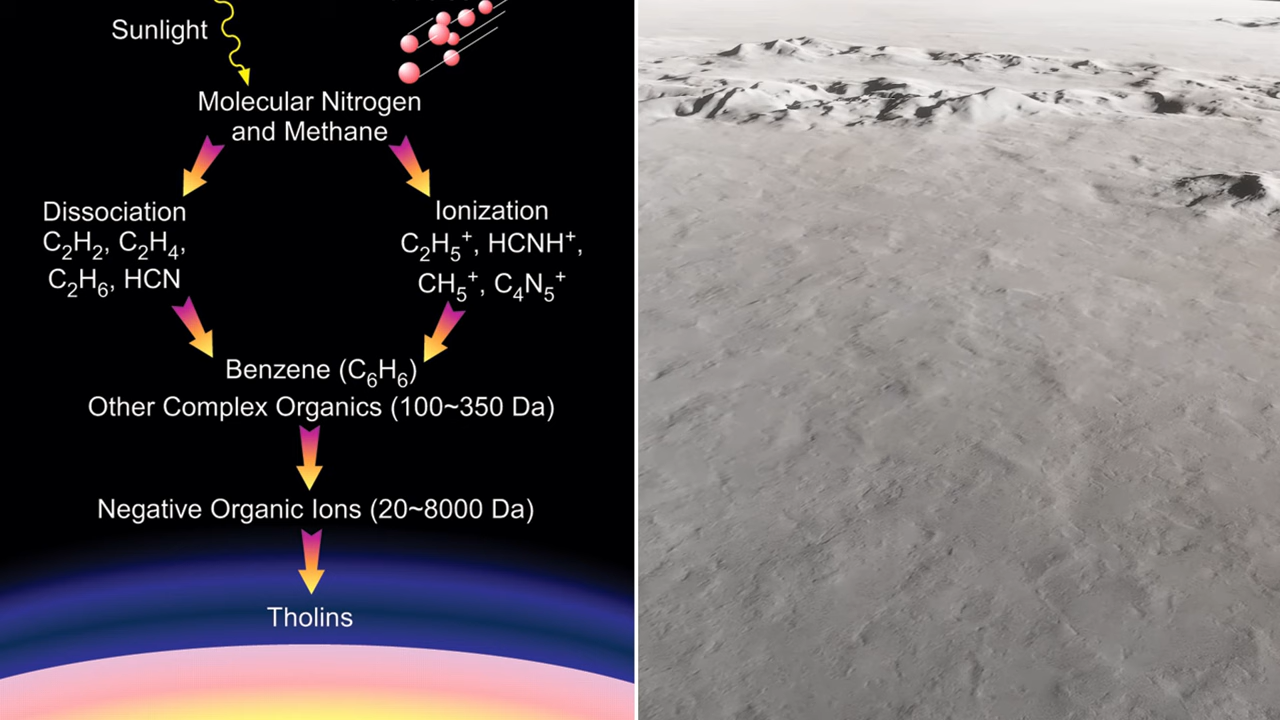 Sunlight
Molecular Nitrogen
and Methane
Dissociation
C₂H₂, C₂H₄,
C₂H₆, HCN
Ionization
C₂H₅⁺, HCNH⁺,
CH₅⁺, C₄N₅⁺
Benzene (C₆H₆)
Other Complex Organics (100~350 Da)
Negative Organic Ions (20~8000 Da)
Tholins